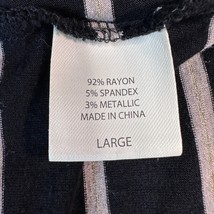 92% RAYON
5% SPANDEX
3% METALLIC
MADE IN CHINA
LARGE